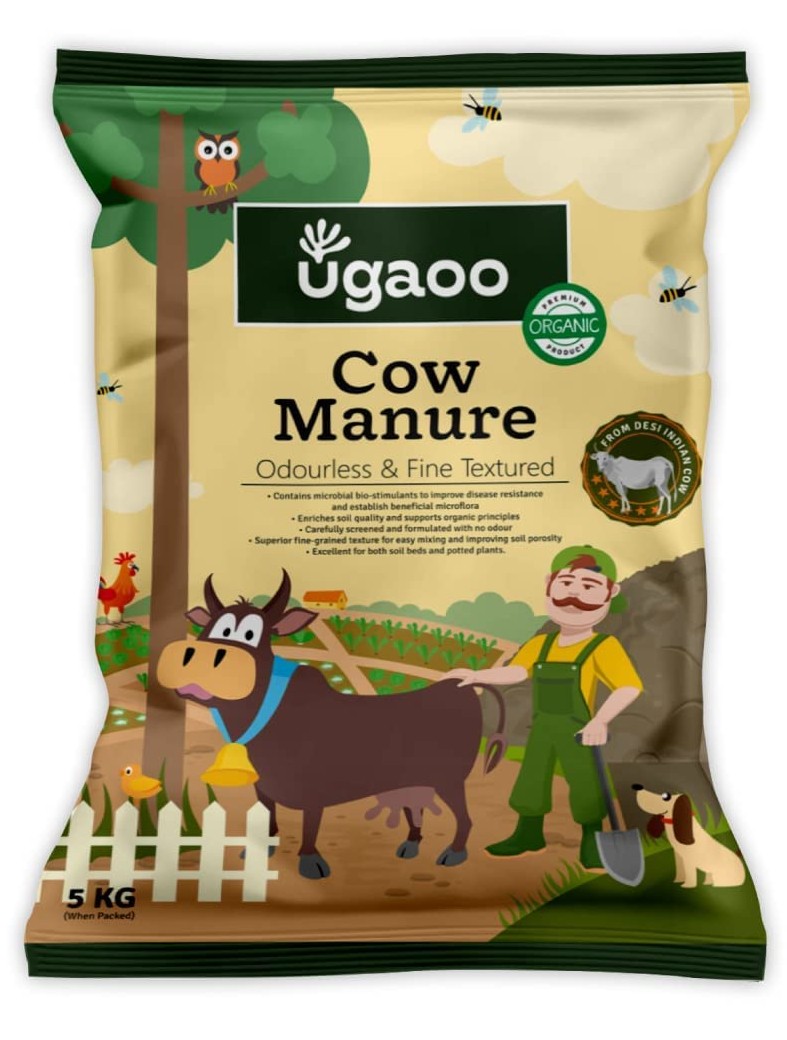 ugaoo
PREMIUM
ORGANIC
PRODUCT
Cow
Manure
Odourless & Fine Textured
• Contains microbial bio-stimulants to improve disease resistance
and establish beneficial microflora
• Enriches soil quality and supports organic principles
• Carefully screened and formulated with no odour
• Superior fine-grained texture for easy mixing and improving soil porosity
• Excellent for both soil beds and potted plants.
FROM DESI INDIAN COW
5 KG
(When Packed)